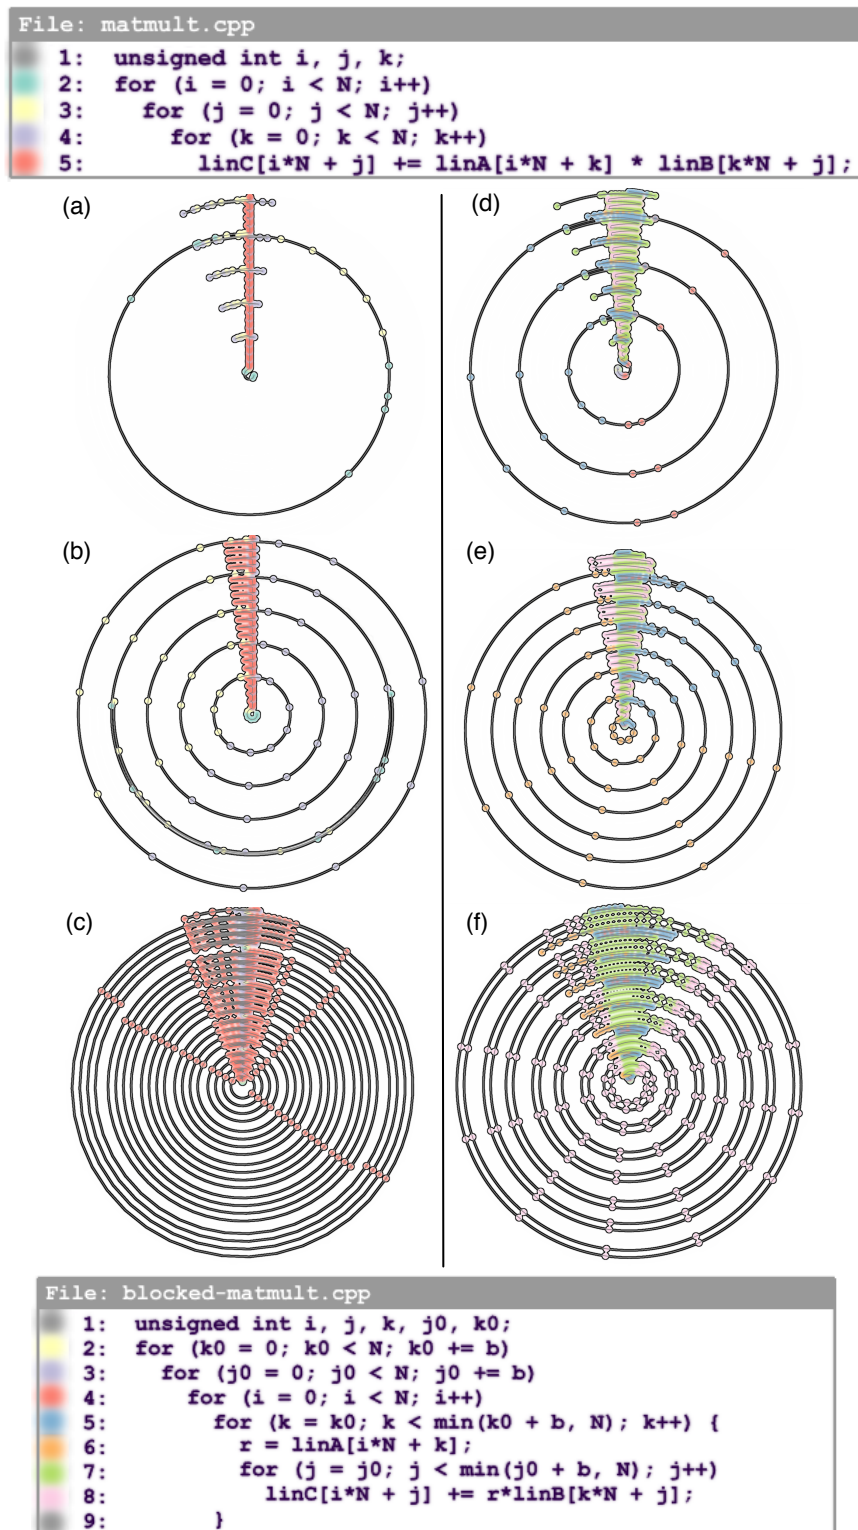 File: matmult.cpp
1: unsigned int i, j, k;
2: for (i = 0; i < N; i++)
3: for (j = 0; j < N; j++)
4: for (k = 0; k < N; k++)
5: linC[i*N + j] += linA[i*N + k] * linB[k*N + j];
(a)
(d)
(b)
(e)
(c)
(f)
File: blocked-matmult.cpp
1: unsigned int i, j, k, j0, k0;
2: for (k0 = 0; k0 < N; k0 += b)
3: for (j0 = 0; j0 < N; j0 += b)
4: for (i = 0; i < N; i++)
5: for (k = k0; k < min(k0 + b, N); k++) {
6: r = linA[i*N + k];
7: for (j = j0; j < min(j0 + b, N); j++)
8: linC[i*N + j] += r*linB[k*N + j];
9: }